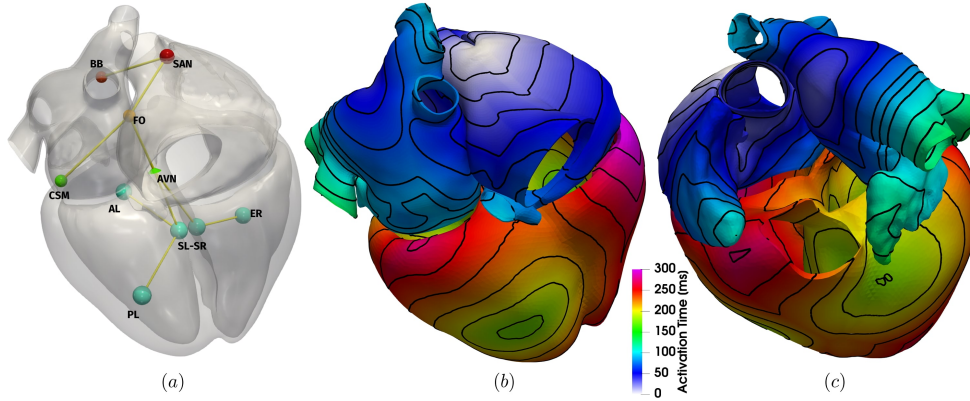 BB
SAN
FO
CSM
AVN
AL
ER
SL-SR
PL
300
250
200
150
100
50
0
Activation Time (ms)
(a)
(b)
(c)